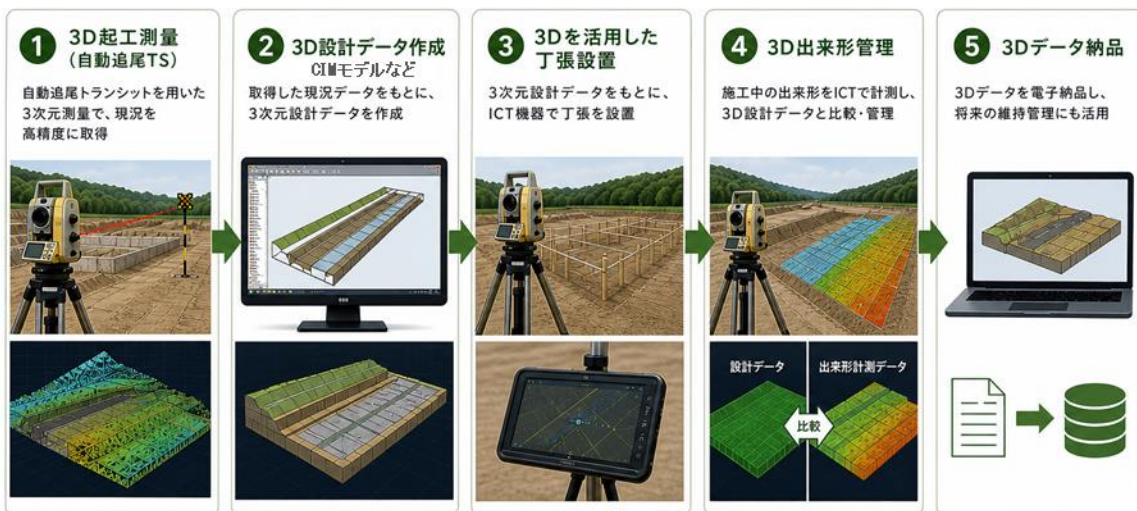 1 3D起工測量
(自動追尾TS)
自動追尾トランシットを用いた
3次元測量で、現況を
高精度に取得
2 3D設計データ作成
CIMモデルなど
取得した現況データをもとに、
3次元設計データを作成
3 3Dを活用した
丁張設置
3次元設計データをもとに、
ICT機器で丁張を設置
4 3D出来形管理
施工中の出来形をICTで計測し、
3D設計データと比較・管理
設計データ
出来形計測データ
比較
5 3Dデータ納品
3Dデータを電子納品し、
将来の維持管理にも活用